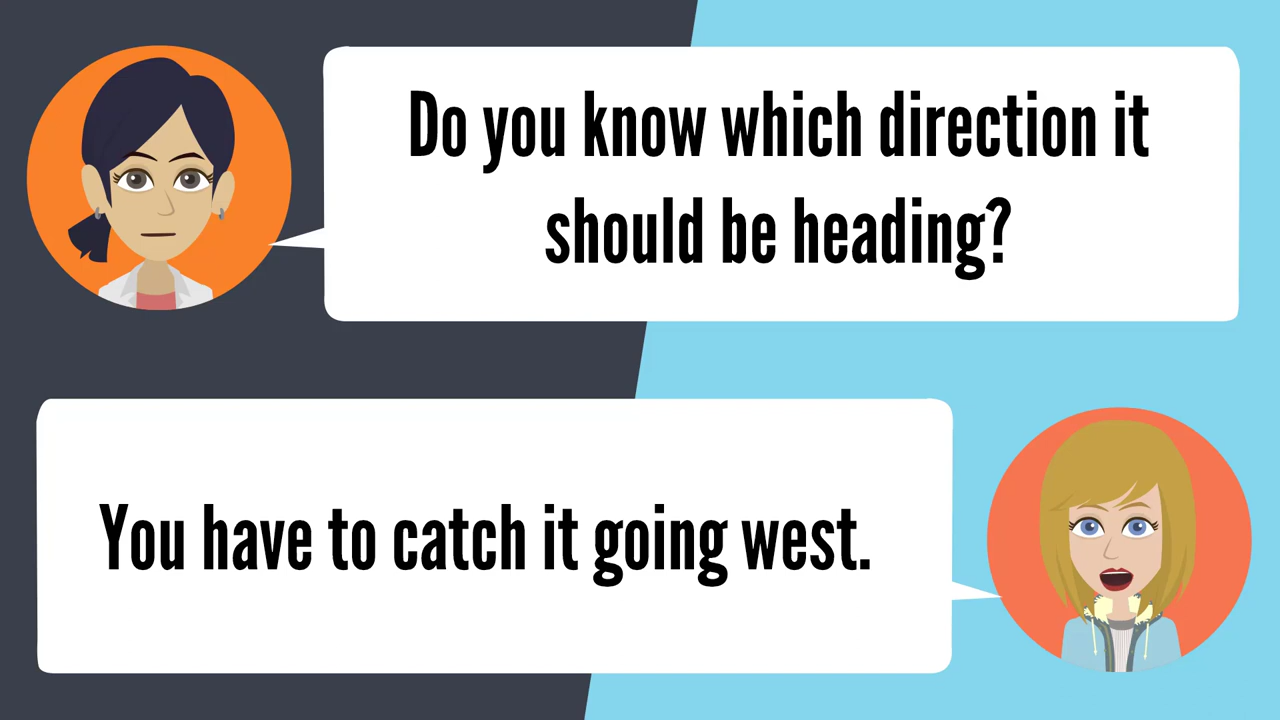 Do you know which direction it
should be heading?
You have to catch it going west.